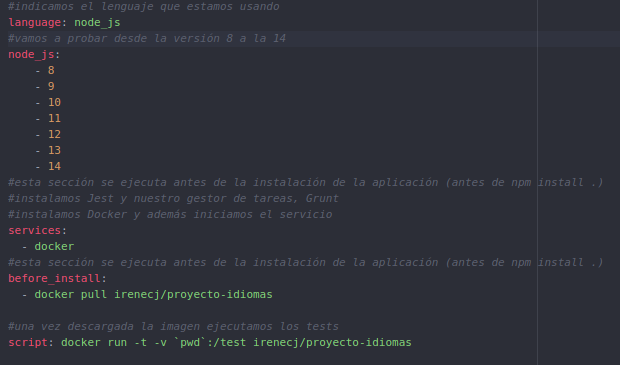 #indicamos el lenguaje que estamos usando
language: node_js
#vamos a probar desde la versión 8 a la 14
node_js:
    - 8
    - 9
    - 10
    - 11
    - 12
    - 13
    - 14
#esta sección se ejecuta antes de la instalación de la aplicación (antes de npm install .)
#instalamos Jest y nuestro gestor de tareas, Grunt
#instalamos Docker y además iniciamos el servicio
services:
  - docker
#esta sección se ejecuta antes de la instalación de la aplicación (antes de npm install .)
before_install:
  - docker pull irenecj/proyecto-idiomas

#una vez descargada la imagen ejecutamos los tests
script: docker run -t -v `pwd`:/test irenecj/proyecto-idiomas